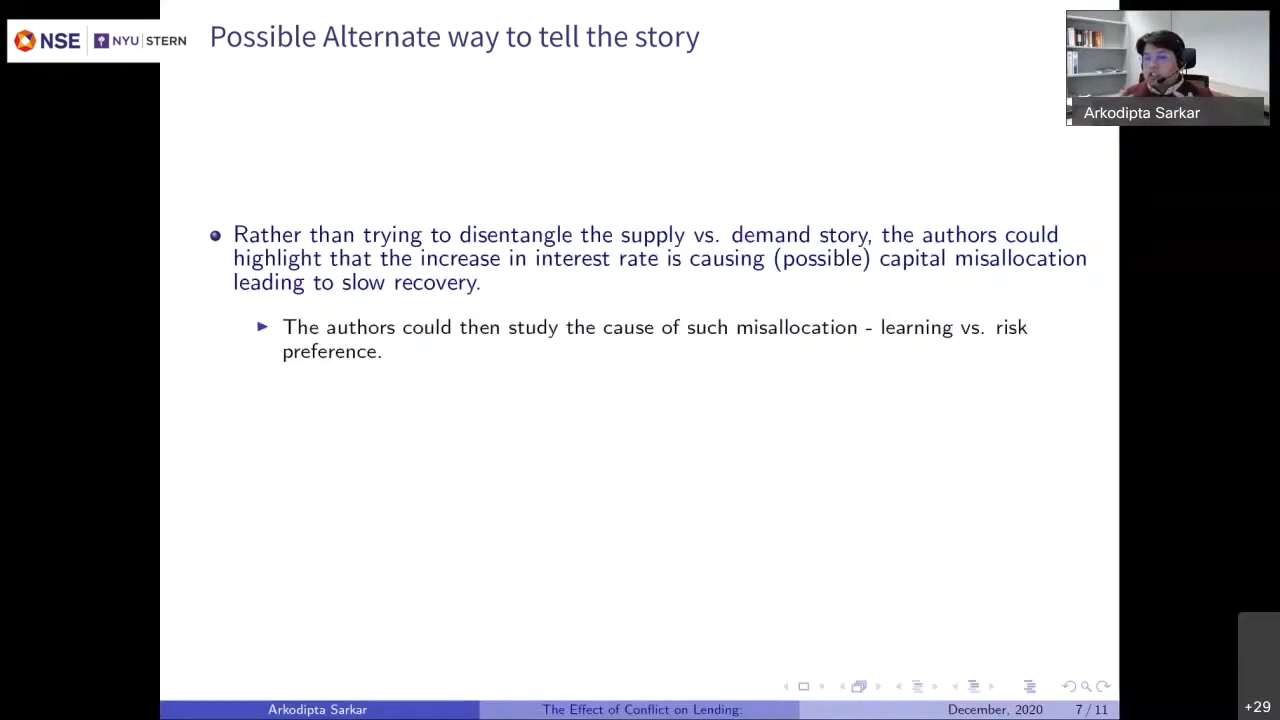 NSE NYU STERN
Possible Alternate way to tell the story
Arkodipta Sarkar
Rather than trying to disentangle the supply vs. demand story, the authors could
highlight that the increase in interest rate is causing (possible) capital misallocation
leading to slow recovery.
The authors could then study the cause of such misallocation - learning vs. risk
preference.
Arkodipta Sarkar
The Effect of Conflict on Lending:
December, 2020
7 / 11
+29